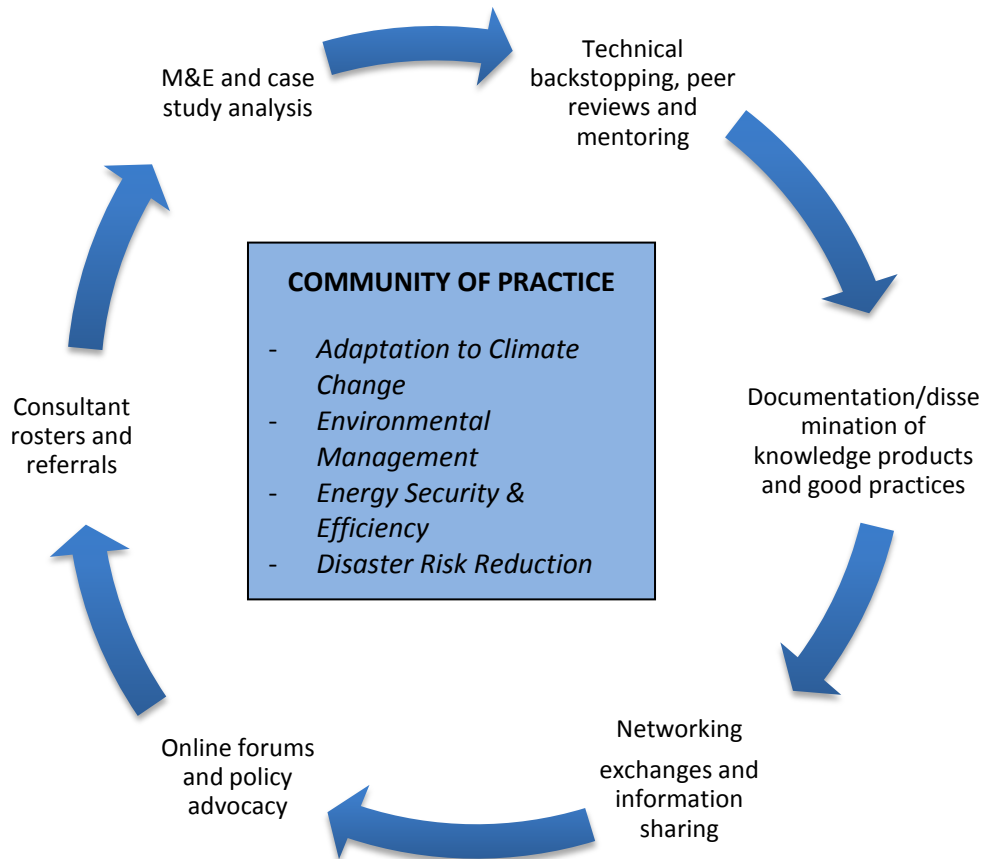 M&E and case
study analysis
Technical
backstopping, peer
reviews and
mentoring
Documentation/disse
mination of
knowledge products
and good practices
Networking
exchanges and
information
sharing
Online forums
and policy
advocacy
Consultant
rosters and
referrals
COMMUNITY OF PRACTICE
- Adaptation to Climate
Change
- Environmental
Management
- Energy Security &
Efficiency
- Disaster Risk Reduction